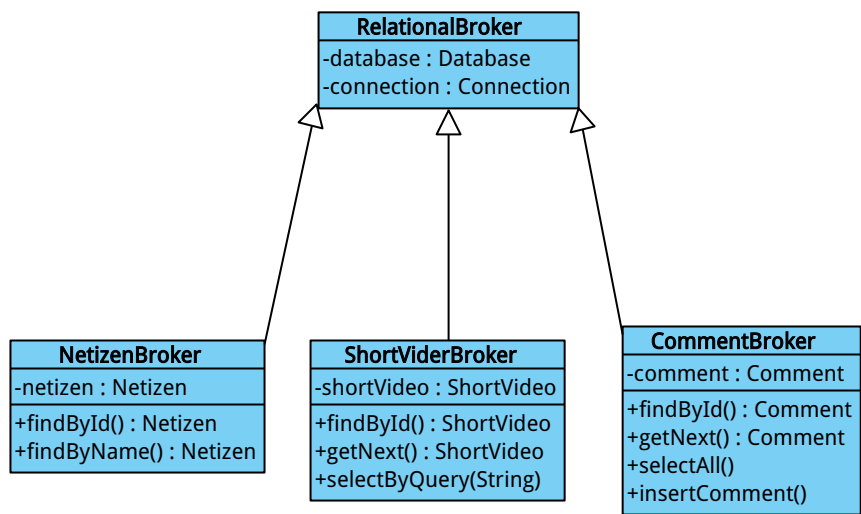 RelationalBroker
-database : Database
-connection : Connection
NetizenBroker
-netizen : Netizen
+findById() : Netizen
+findByName() : Netizen
ShortViderBroker
-shortVideo : ShortVideo
+findById() : ShortVideo
+getNext() : ShortVideo
+selectByQuery(String)
CommentBroker
-comment : Comment
+findById() : Comment
+getNext() : Comment
+selectAll()
+insertComment()